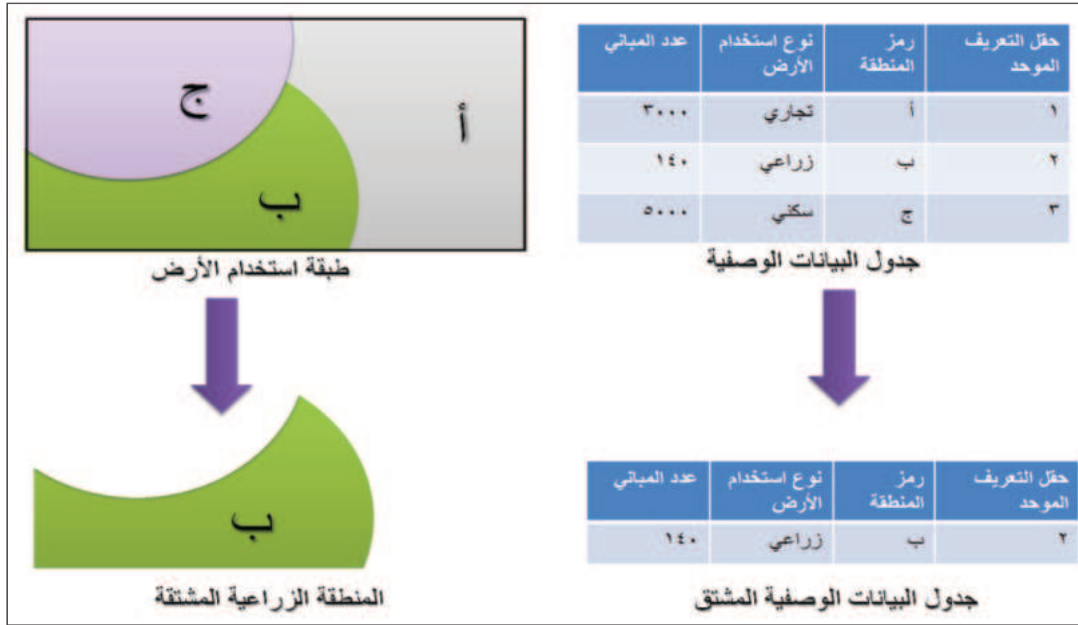 حقل التعريف الموحد	رمز المنطقة	نوع استخدام الأرض	عدد المباني
١	أ	تجاري	٣٠٠٠
٢	ب	زراعي	١٤٠
٣	ج	سكني	٥٠٠٠
جدول البيانات الوصفية
ج
أ
ب
طبقة استخدام الأرض
حقل التعريف الموحد	رمز المنطقة	نوع استخدام الأرض	عدد المباني
٢	ب	زراعي	١٤٠
جدول البيانات الوصفية المشتق
ب
المنطقة الزراعية المشتقة